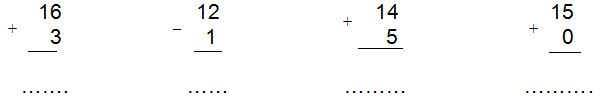 16 12 14 15
+ 3 − 1 + 5 + 0
....... ...... ......... ..........